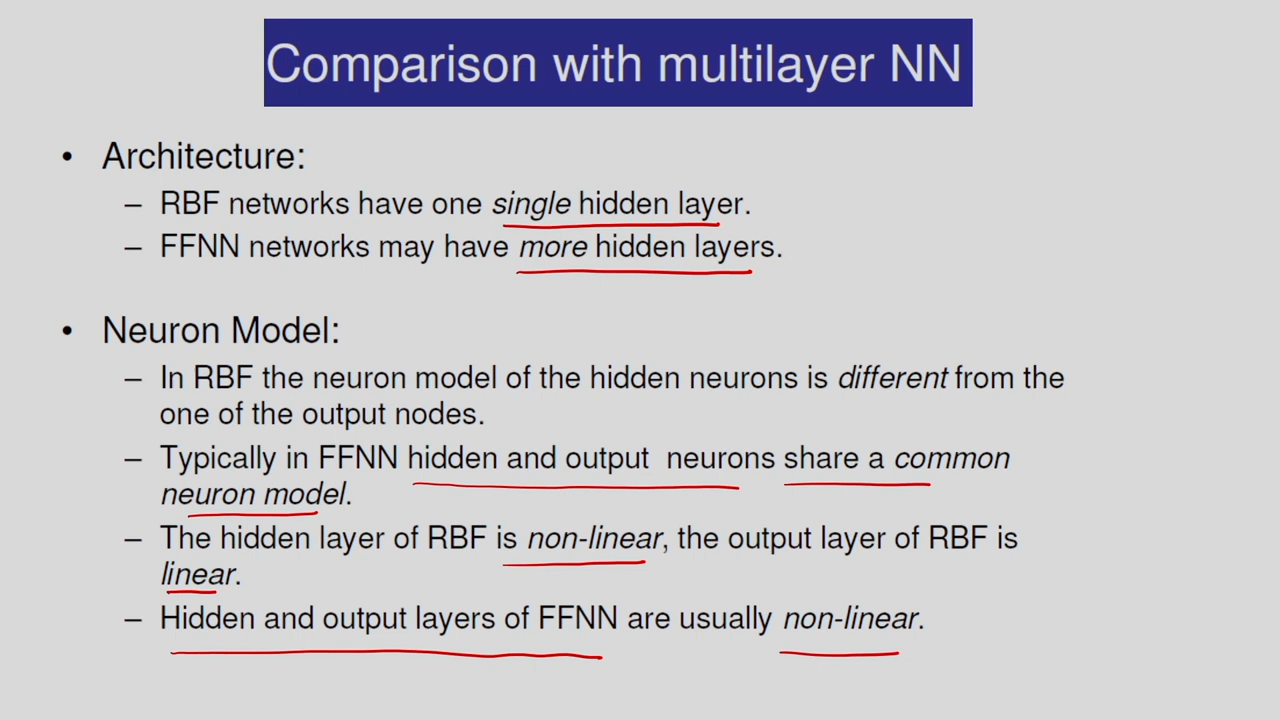 Comparison with multilayer NN
• Architecture:
– RBF networks have one single hidden layer.
– FFNN networks may have more hidden layers.
• Neuron Model:
– In RBF the neuron model of the hidden neurons is different from the
one of the output nodes.
– Typically in FFNN hidden and output neurons share a common
neuron model.
– The hidden layer of RBF is non-linear, the output layer of RBF is
linear.
– Hidden and output layers of FFNN are usually non-linear.